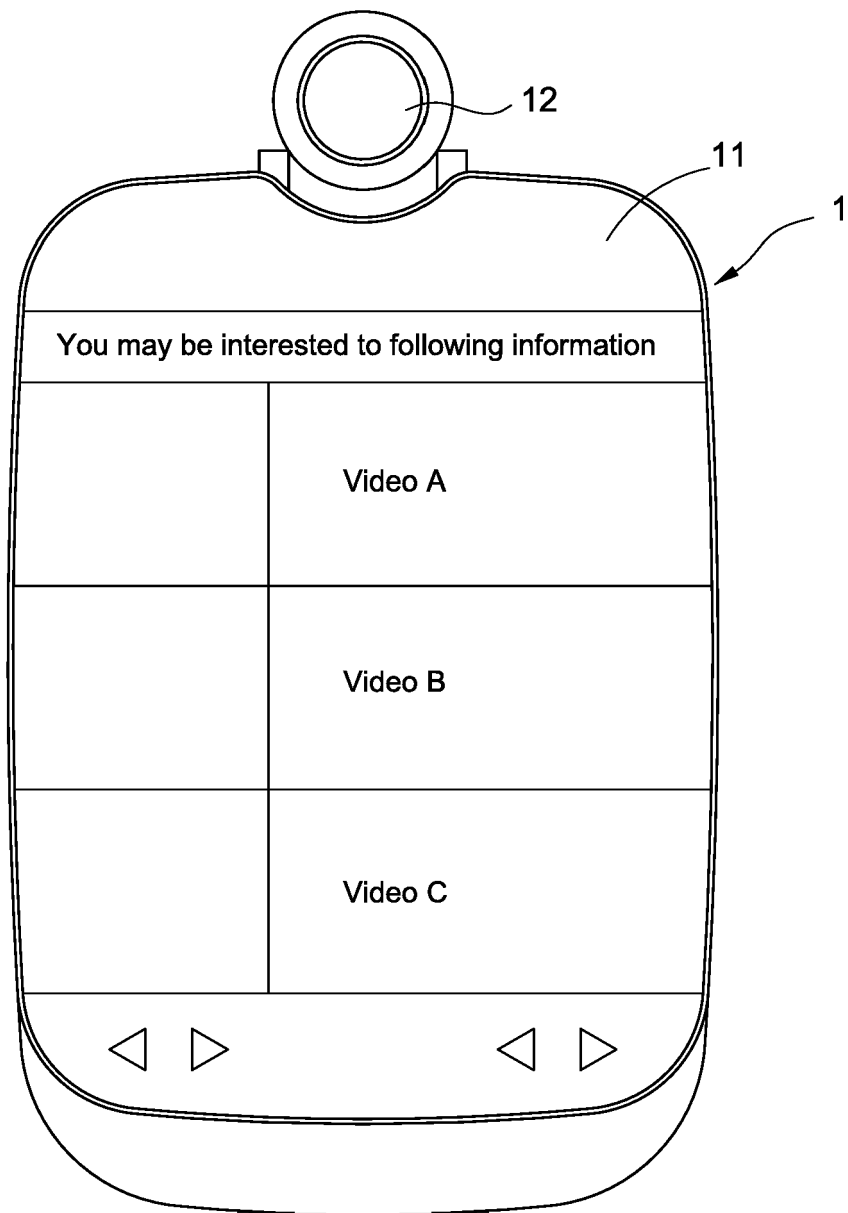 12
11
1
You may be interested to following information
Video A
Video B
Video C